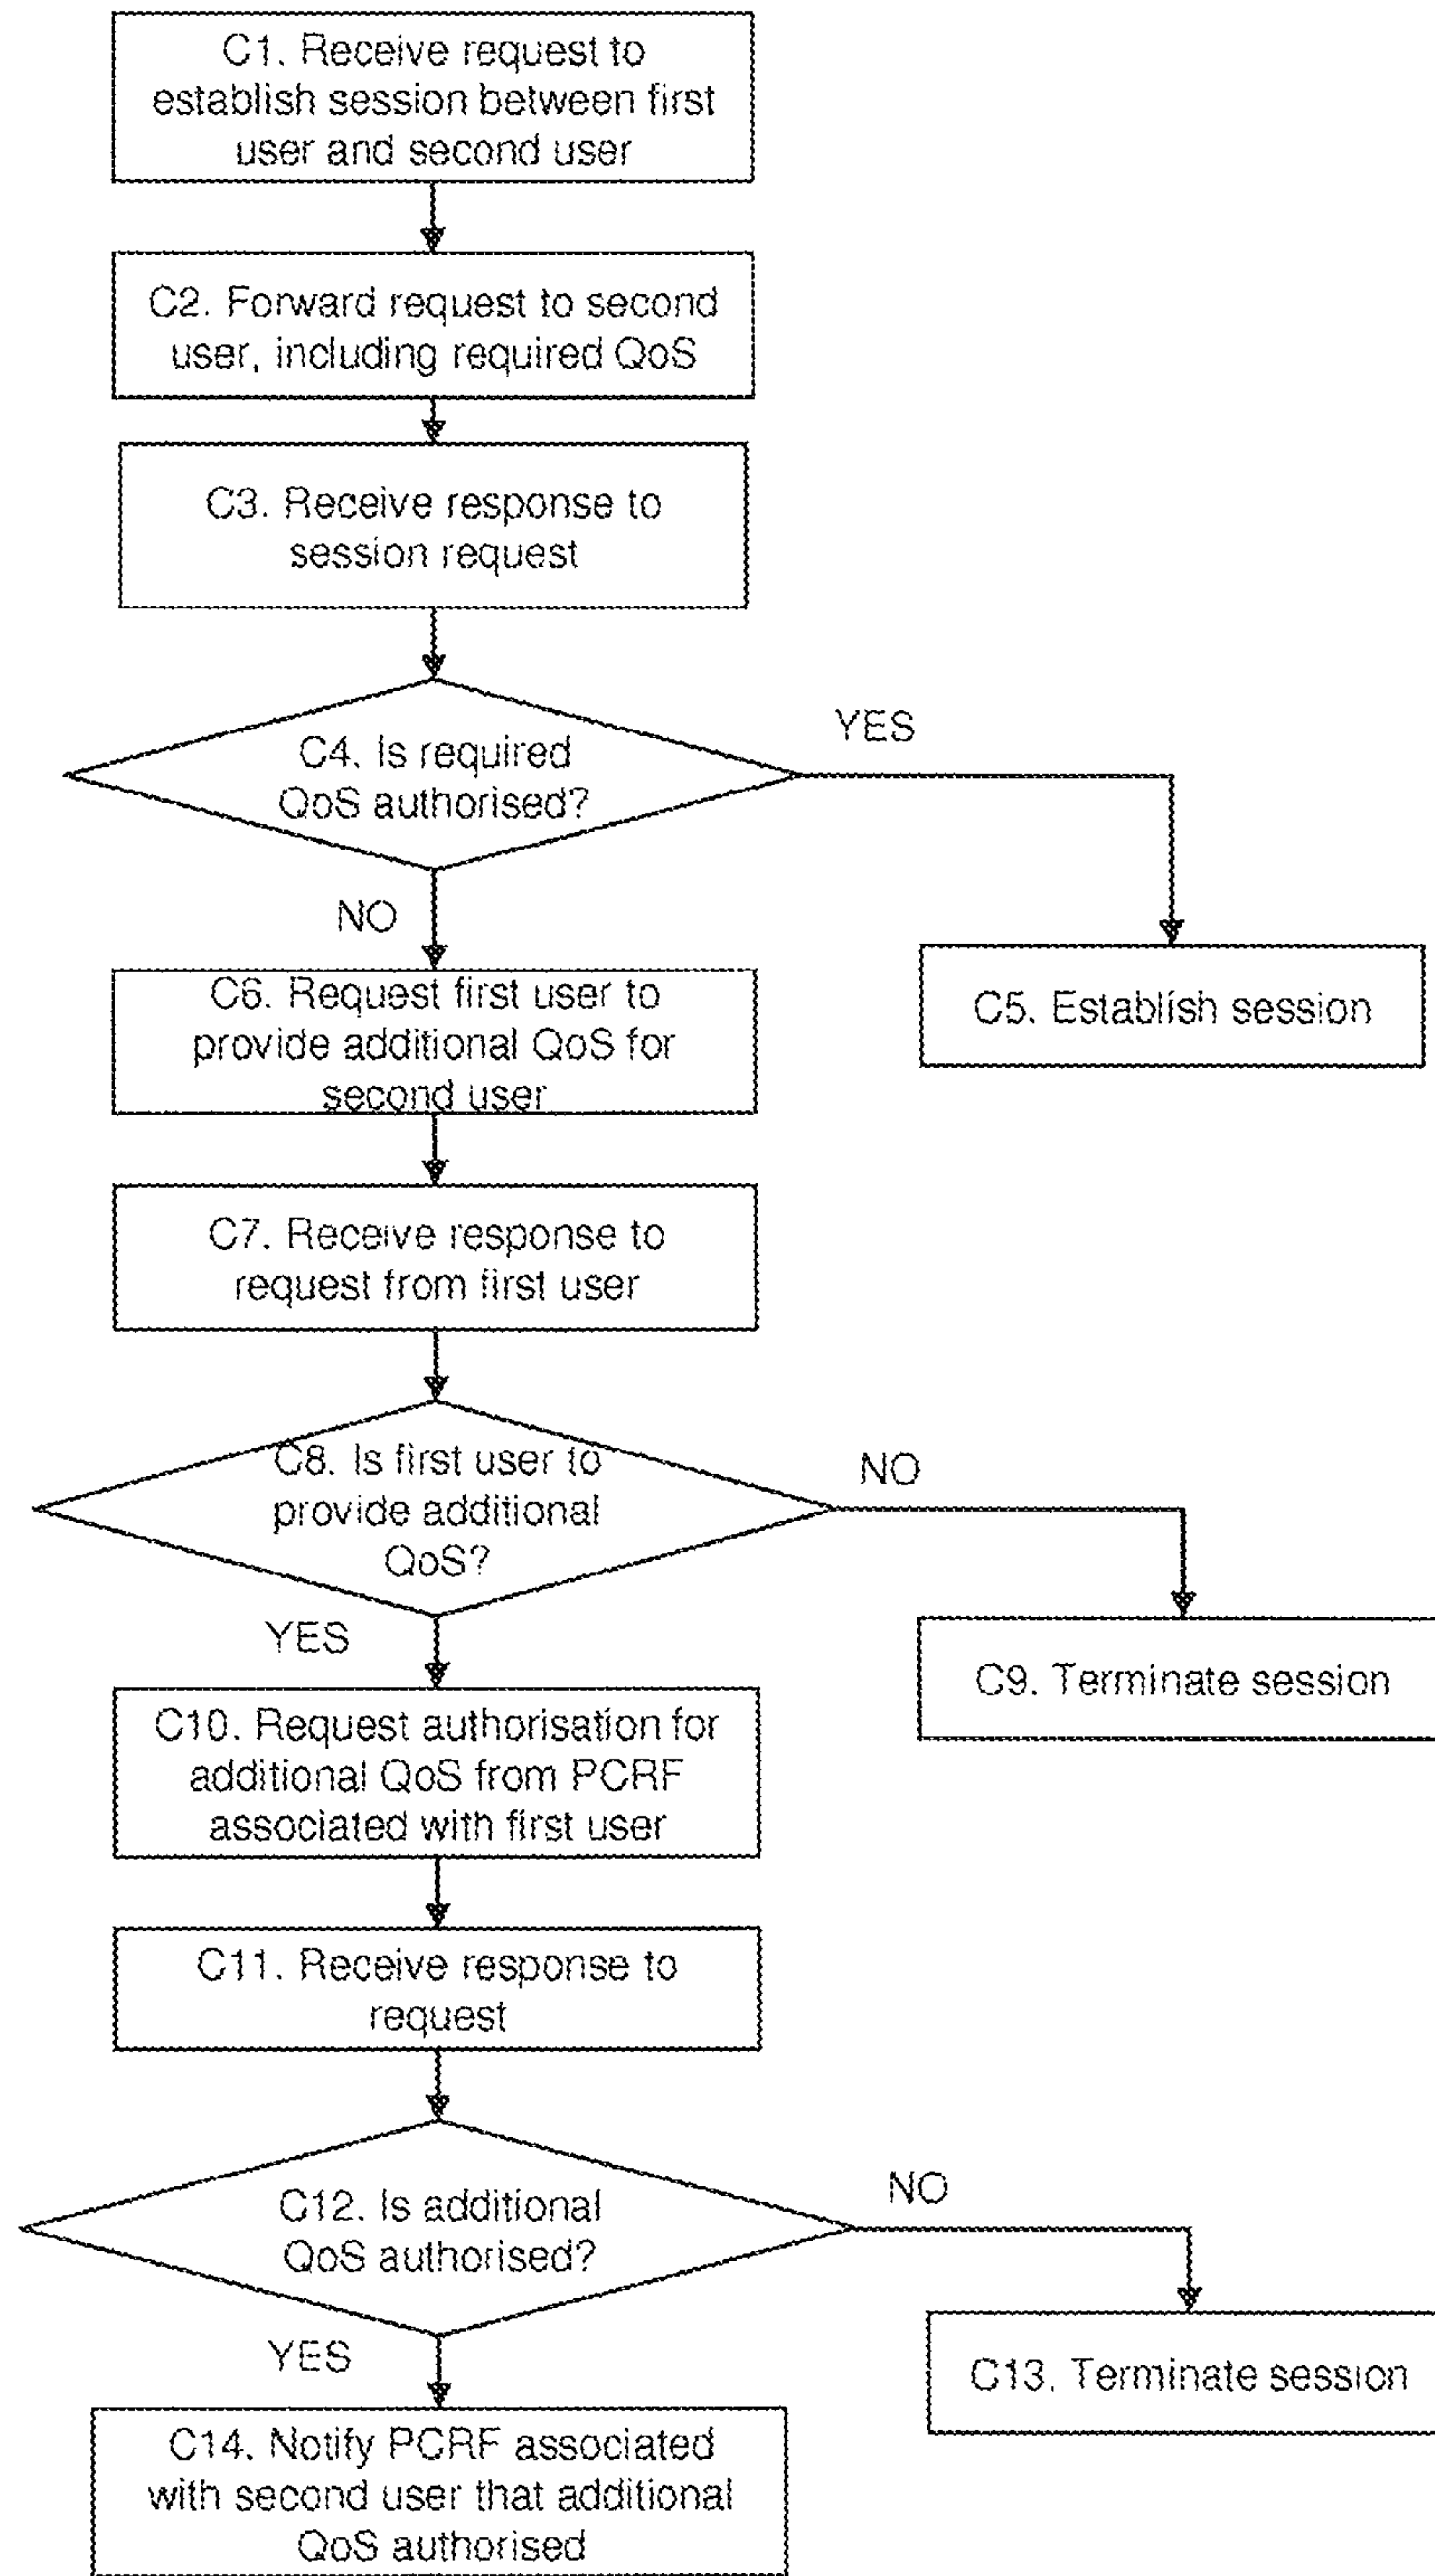 C1. Receive request to
establish session between first
user and second user
C2. Forward request to second
user, including required QoS
C3. Receive response to
session request
C4. Is required
QoS authorised?
YES
NO
C5. Establish session
C6. Request first user to
provide additional QoS for
second user
C7. Receive response to
request from first user
C8. Is first user to
provide additional
QoS?
NO
YES
C9. Terminate session
C10. Request authorisation for
additional QoS from PCRF
associated with first user
C11. Receive response to
request
C12. Is additional
QoS authorised?
NO
YES
C13. Terminate session
C14. Notify PCRF associated
with second user that additional
QoS authorised